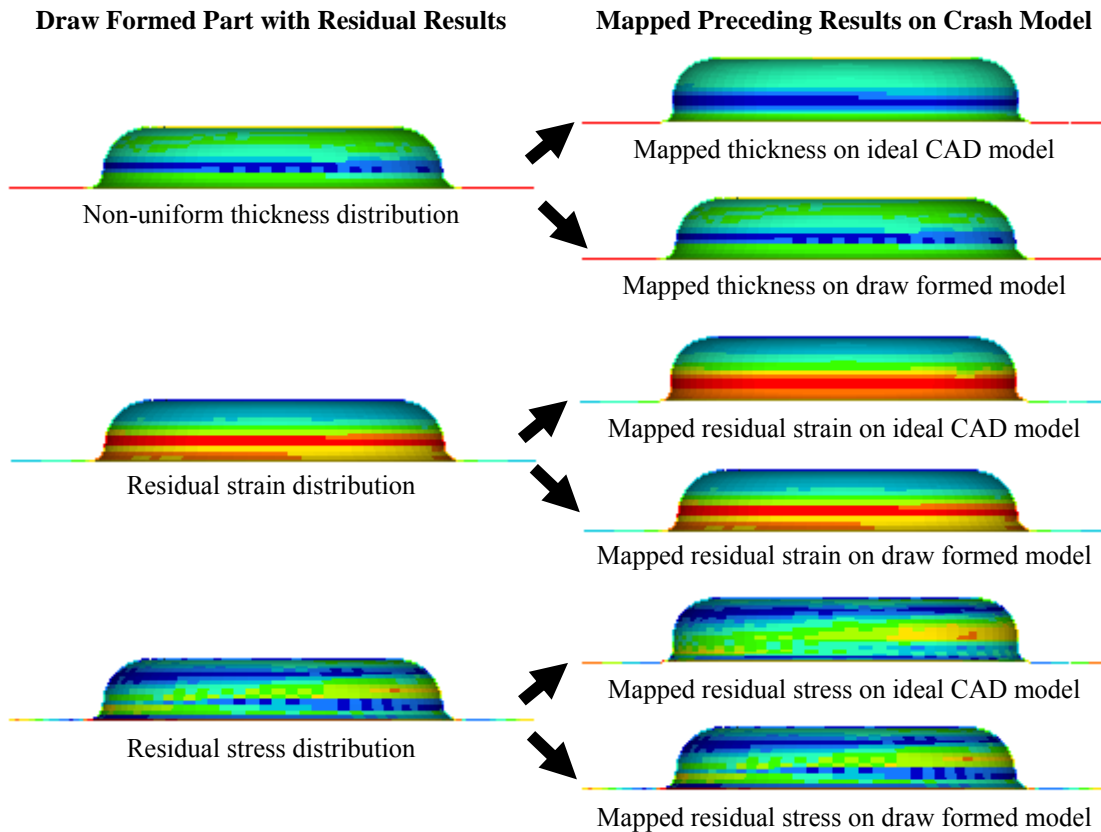 Draw Formed Part with Residual Results
Mapped Preceding Results on Crash Model
Non-uniform thickness distribution
Mapped thickness on ideal CAD model
Mapped thickness on draw formed model
Residual strain distribution
Mapped residual strain on ideal CAD model
Mapped residual strain on draw formed model
Residual stress distribution
Mapped residual stress on ideal CAD model
Mapped residual stress on draw formed model